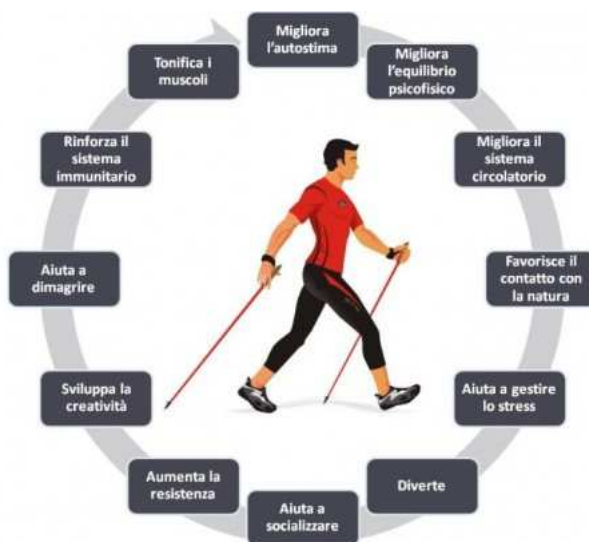 Migliora
l'autostima
Migliora
l'equilibrio
psicofisico
Migliora il
sistema
circolatorio
Favorisce il
contatto con
la natura
Aiuta a gestire
lo stress
Diverte
Aiuta a
socializzare
Aumenta la
resistenza
Sviluppa la
creatività
Aiuta a
dimagrire
Rinforza il
sistema
immunitario
Tonifica i
muscoli